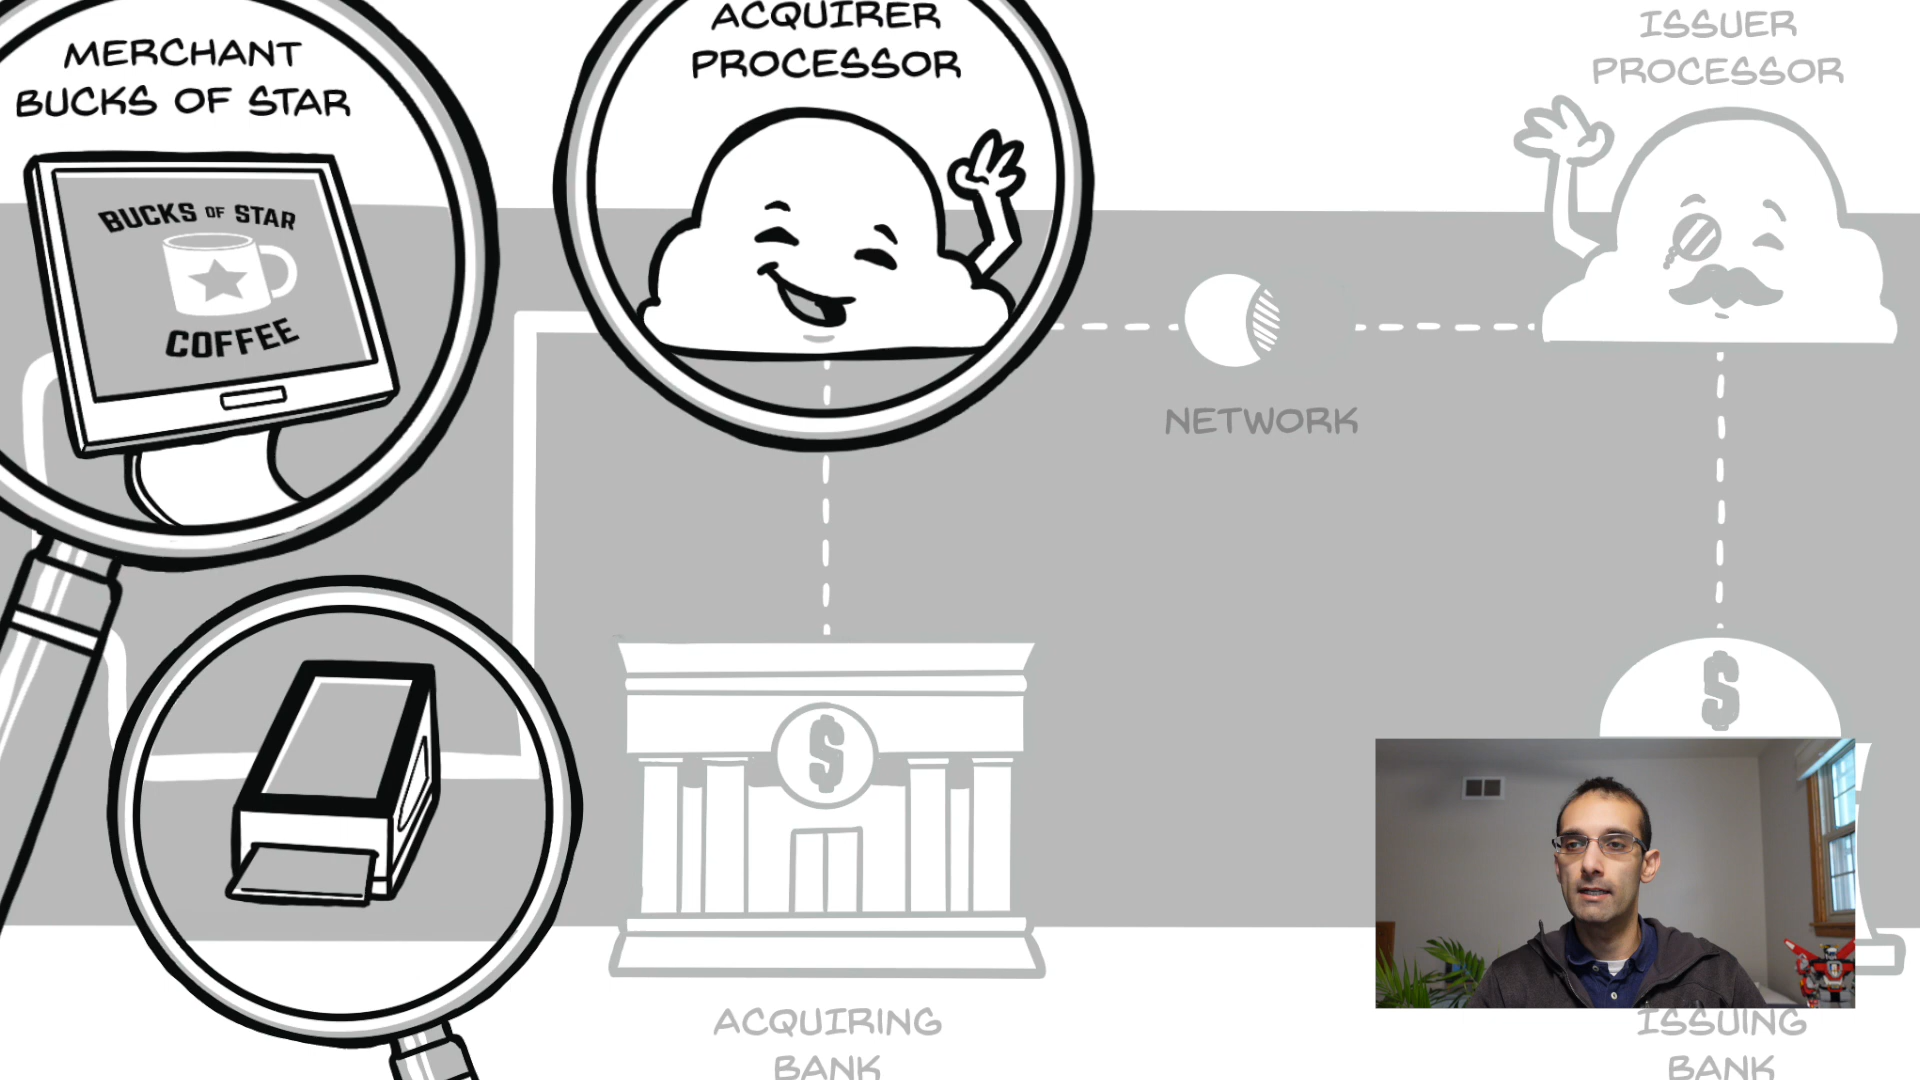 MERCHANT
BUCKS OF STAR
BUCKS OF STAR
COFFEE
ACQUIRER
PROCESSOR
ISSUER
PROCESSOR
NETWORK
$
$
ACQUIRING
BANK
ISSUING
BANK